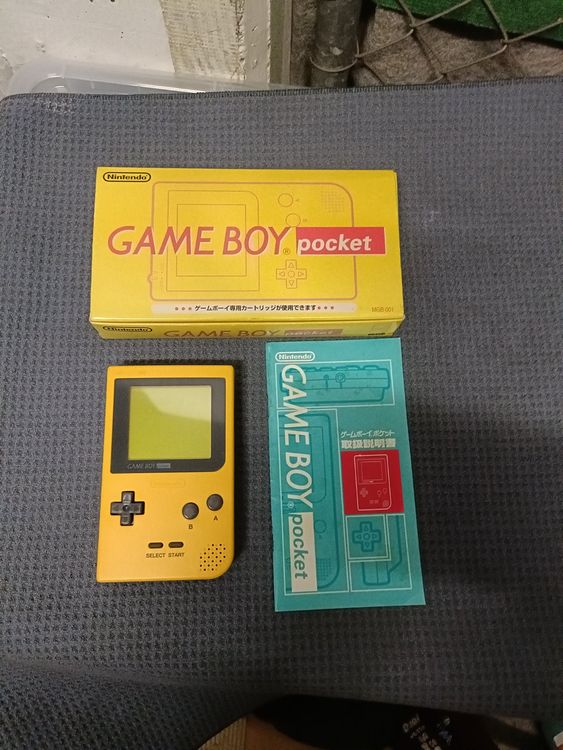 Nintendo
GAME BOY® pocket
●●●ゲームボーイ専用カートリッジが使用できます●●●
MGB-001
Nintendo
GAME BOY pocket
Nintendo
GAME BOY® pocket
ゲームボーイポケット
取扱説明書
GAME BOY pocket
B
A
SELECT START